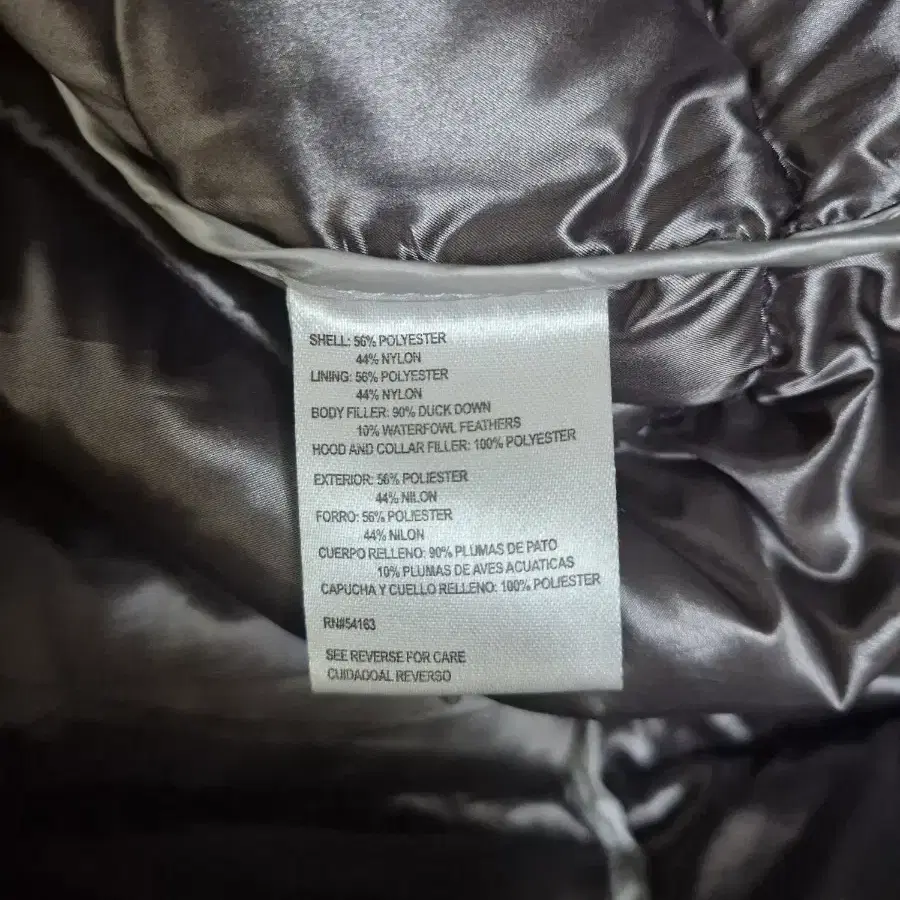 SHELL: 56% POLYESTER
44% NYLON
LINING: 56% POLYESTER
44% NYLON
BODY FILLER: 90% DUCK DOWN
10% WATERFOWL FEATHERS
HOOD AND COLLAR FILLER: 100% POLYESTER
EXTERIOR: 56% POLIESTER
44% NILON
FORRO: 56% POLIESTER
44% NILON
CUERPO RELLENO: 90% PLUMAS DE PATO
10% PLUMAS DE AVES ACUATICAS
CAPUCHA Y CUELLO RELLENO: 100% POLIESTER
RN#54163
SEE REVERSE FOR CARE
CUIDADOAL REVERSO